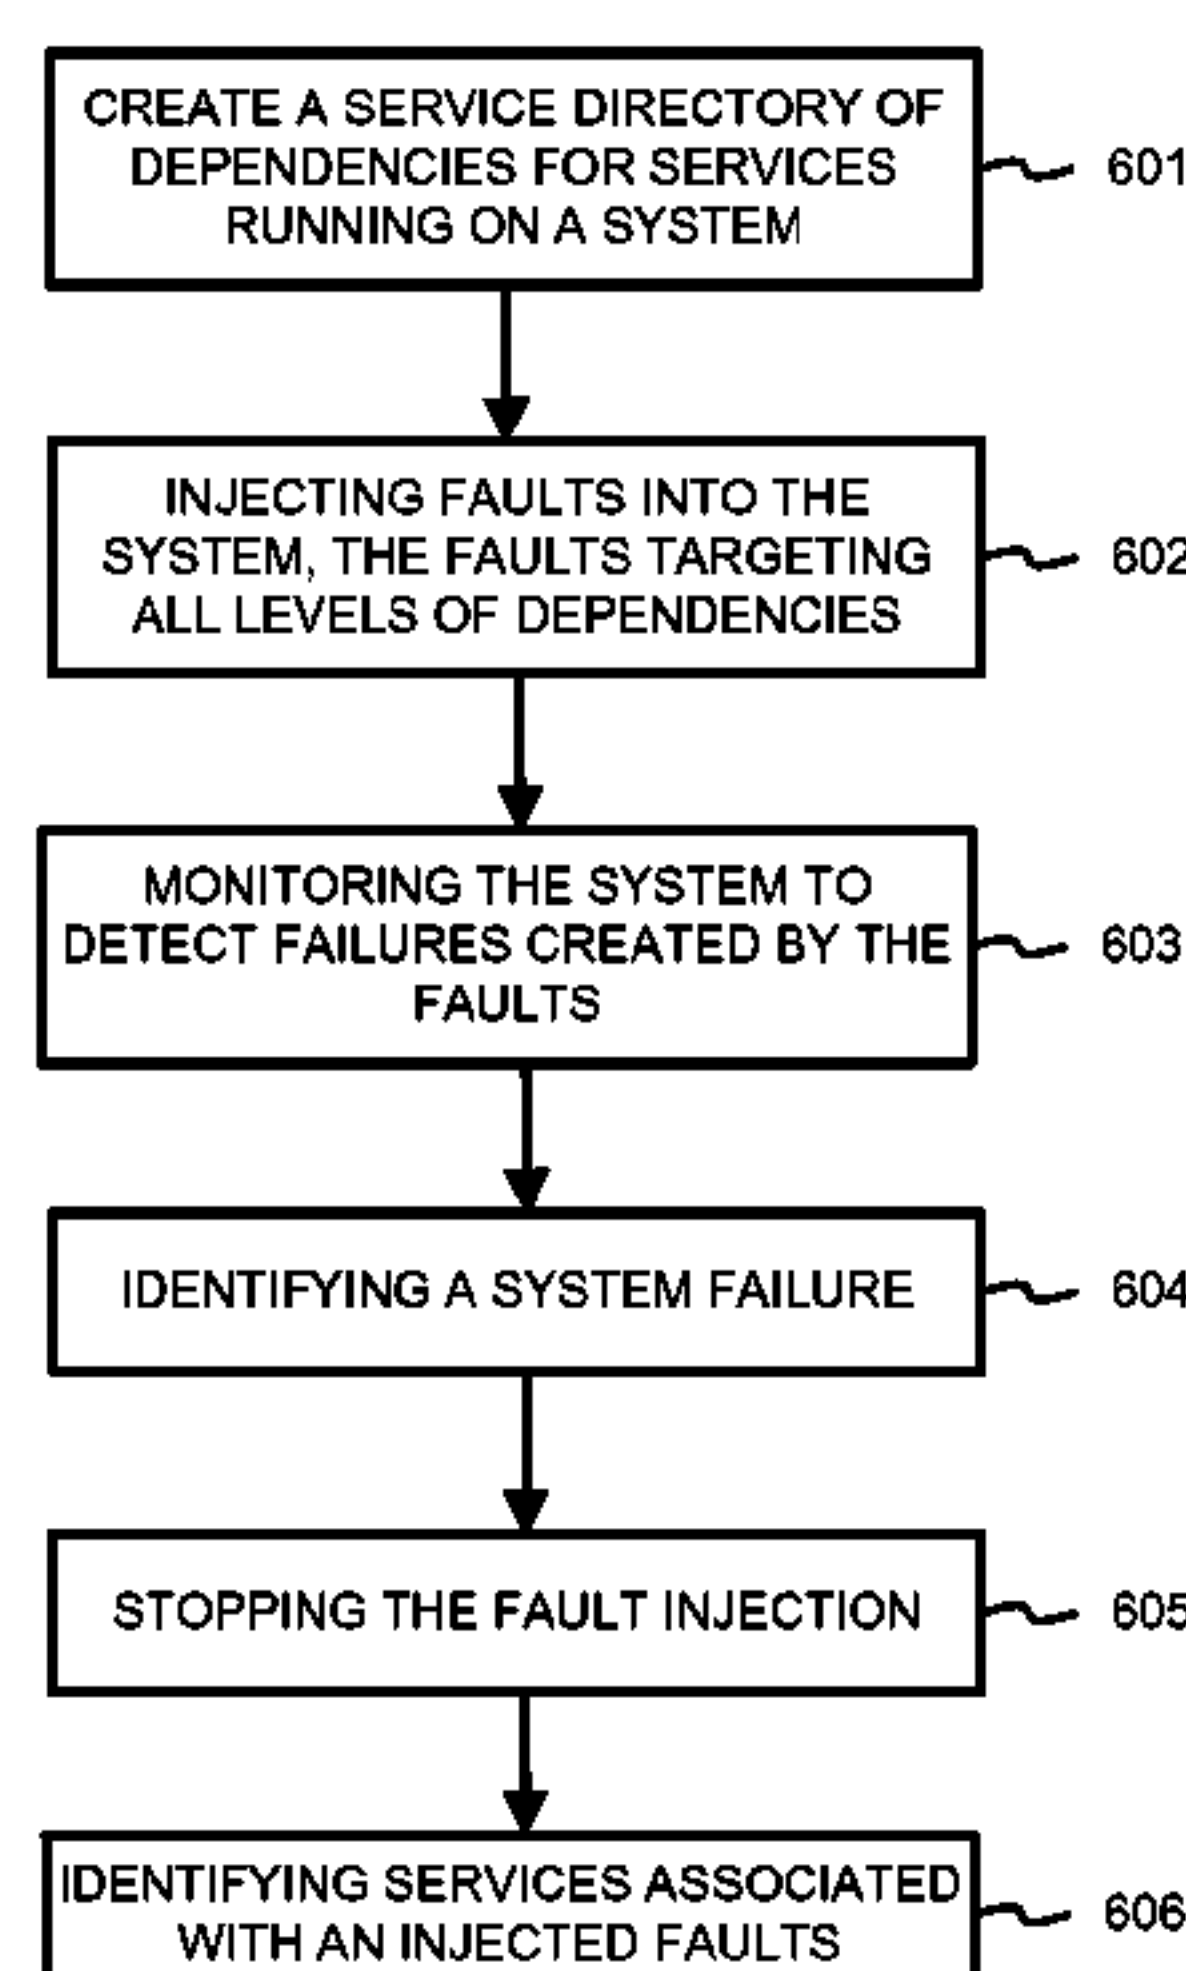 CREATE A SERVICE DIRECTORY OF
DEPENDENCIES FOR SERVICES
RUNNING ON A SYSTEM
601
INJECTING FAULTS INTO THE
SYSTEM, THE FAULTS TARGETING
ALL LEVELS OF DEPENDENCIES
602
MONITORING THE SYSTEM TO
DETECT FAILURES CREATED BY THE
FAULTS
603
IDENTIFYING A SYSTEM FAILURE
604
STOPPING THE FAULT INJECTION
605
IDENTIFYING SERVICES ASSOCIATED
WITH AN INJECTED FAULTS
606